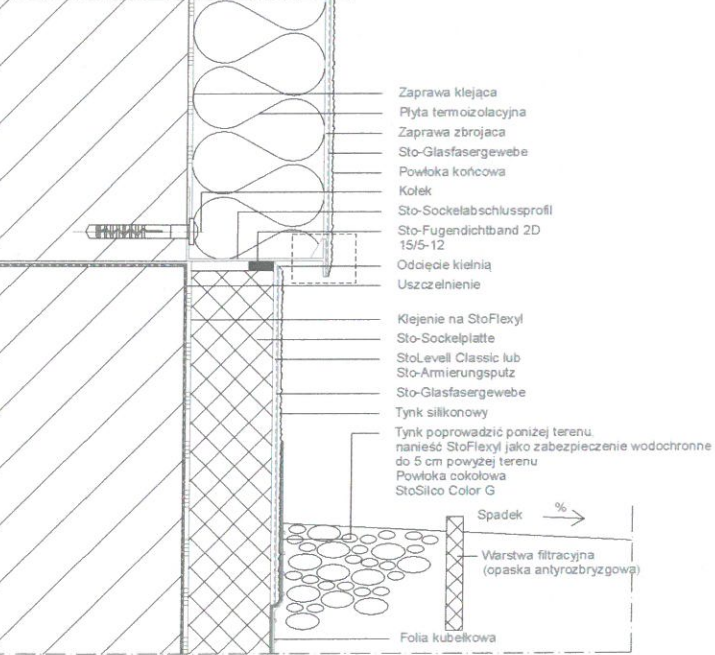 Zaprawa klejąca
Płyta termoizolacyjna
Zaprawa zbrojaca
Sto-Glasfasergewebe
Powłoka końcowa
Kołek
Sto-Sockelabschlussprofil
Sto-Fugendichtband 2D
15/5-12
Odcięcie kielnią
Uszczelnienie
Klejenie na StoFlexyl
Sto-Sockelplatte
StoLevell Classic lub
Sto-Armierungsputz
Sto-Glasfasergewebe
Tynk silikonowy
Tynk poprowadzić poniżej terenu.
nanieść StoFlexyl jako zabezpieczenie wodochronne
do 5 cm powyżej terenu
Powłoka cokołowa
StoSilco Color G
Spadek %
Warstwa filtracyjna
(opaska antyrozbryzgowa)
Folia kubełkowa